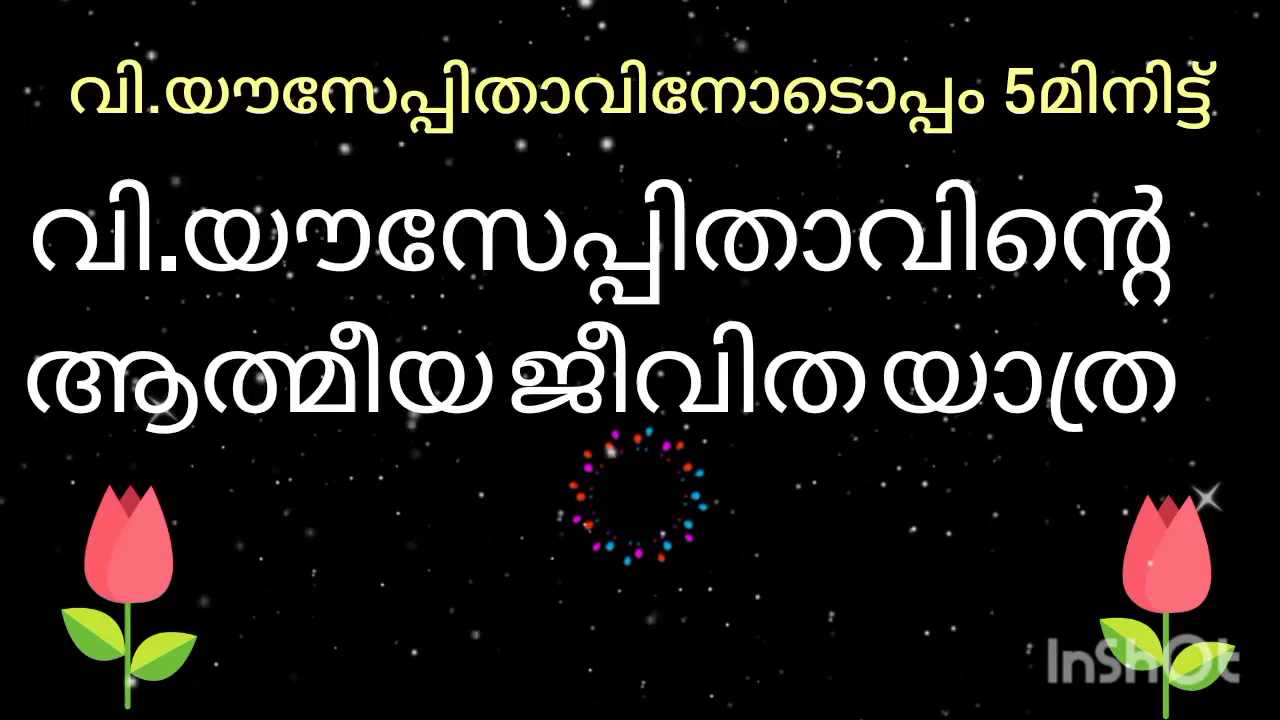 വി.യൗസേപ്പിതാവിനോടൊപ്പം 5മിനിട്ട്
വി.യൗസേപ്പിതാവിന്റെ
ആത്മീയ ജീവിത യാത്ര
InShOt